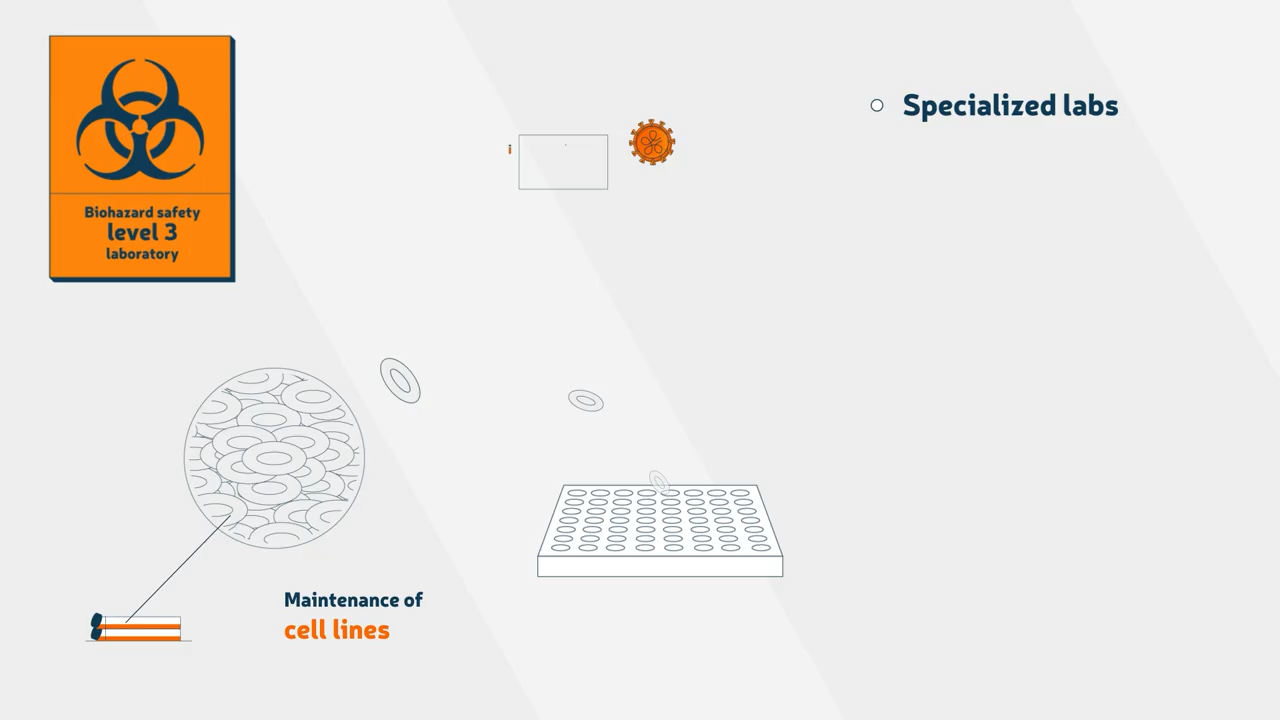 Biohazard safety
level 3
laboratory
Specialized labs
Maintenance of
cell lines